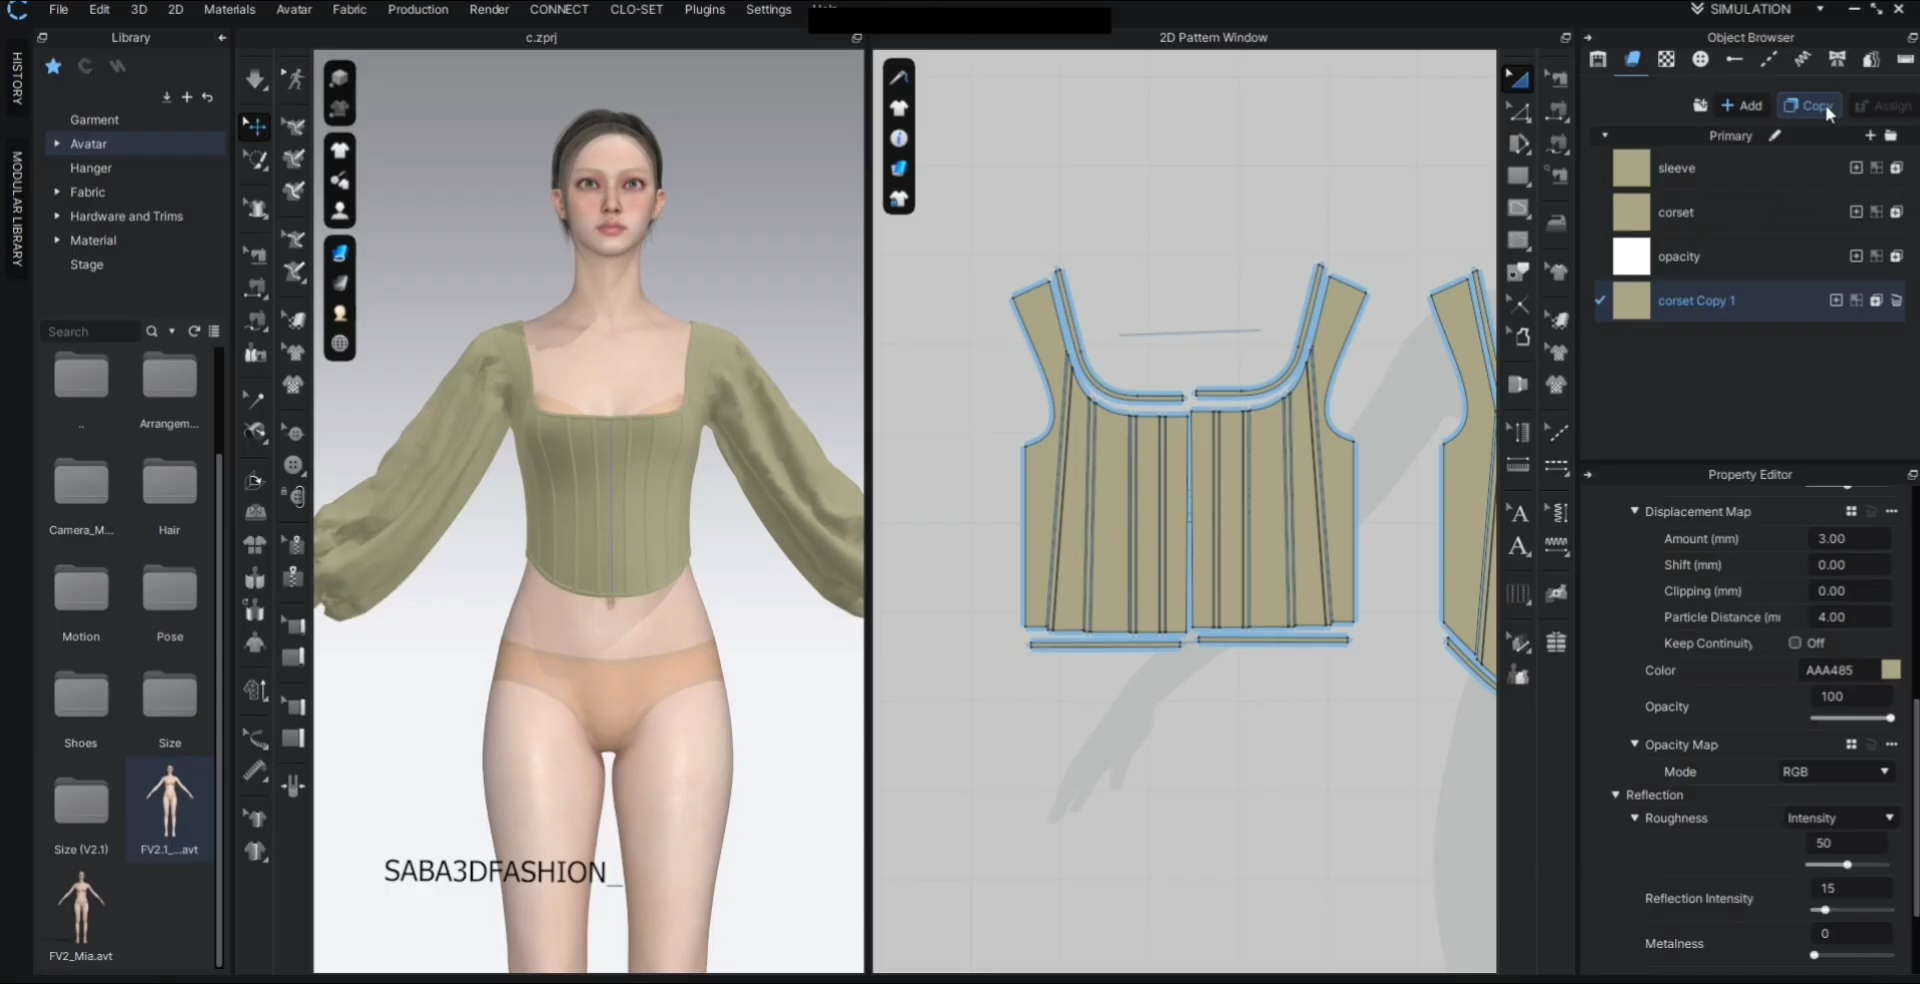 File Edit 3D 2D Materials Avatar Fabric Production Render CONNECT CLO-SET Plugins Settings
SIMULATION
Library
c.zprj
2D Pattern Window
Object Browser
HISTORY
MODULAR LIBRARY
Garment
Avatar
Hanger
Fabric
Hardware and Trims
Material
Stage
Search
..
Arrangem...
Camera_M...
Hair
Motion
Pose
Shoes
Size
Size (V2.1)
FV2.1_...avt
FV2_Mia.avt
SABA3DFASHION_
A
A
Add
Copy
Assign
Primary
sleeve
corset
opacity
corset Copy 1
Property Editor
Displacement Map
Amount (mm) 3.00
Shift (mm) 0.00
Clipping (mm) 0.00
Particle Distance (m 4.00
Keep Continuity Off
Color AAA485
Opacity 100
Opacity Map
Mode RGB
Reflection
Roughness Intensity
50
Reflection Intensity 15
Metalness 0